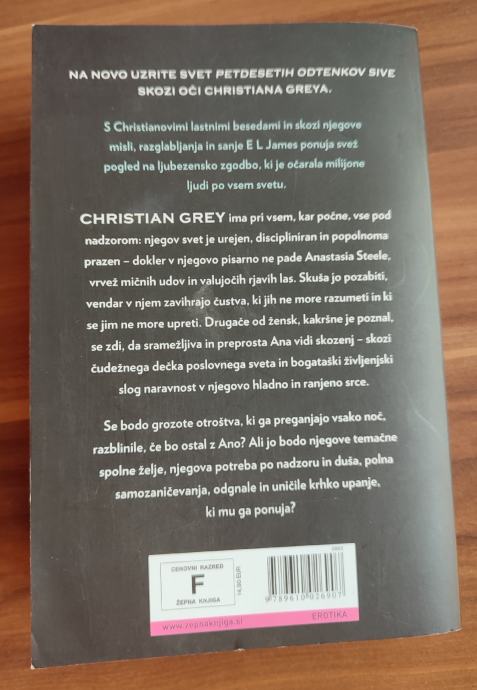 NA NOVO UZRITE SVET PETDESETIH ODTENKOV SIVE
SKOZI OČI CHRISTIANA GREYA.
S Christianovimi lastnimi besedami in skozi njegove
misli, razglabljanja in sanje E L James ponuja svež
pogled na ljubezensko zgodbo, ki je očarala milijone
ljudi po vsem svetu.
CHRISTIAN GREY ima pri vsem, kar počne, vse pod
nadzorom: njegov svet je urejen, discipliniran in popolnoma
prazen – dokler v njegovo pisarno ne pade Anastasia Steele,
vrvež mičnih udov in valujočih rjavih las. Skuša jo pozabiti,
vendar v njem zavihrajo čustva, ki jih ne more razumeti in ki
se jim ne more upreti. Drugače od žensk, kakršne je poznal,
se zdi, da sramežljiva in preprosta Ana vidi skozenj – skozi
čudežnega dečka poslovnega sveta in bogataški življenjski
slog naravnost v njegovo hladno in ranjeno srce.
Se bodo grozote otroštva, ki ga preganjajo vsako noč,
razblinile, če bo ostal z Ano? Ali jo bodo njegove temačne
spolne želje, njegova potreba po nadzoru in duša, polna
samozaničevanja, odgnale in uničile krhko upanje,
ki mu ga ponuja?
CENOVNI RAZRED
F
ŽEPNA KNJIGA
14,90 EUR
9 789610 026907
www.zepnaknjiga.si
EROTIKA